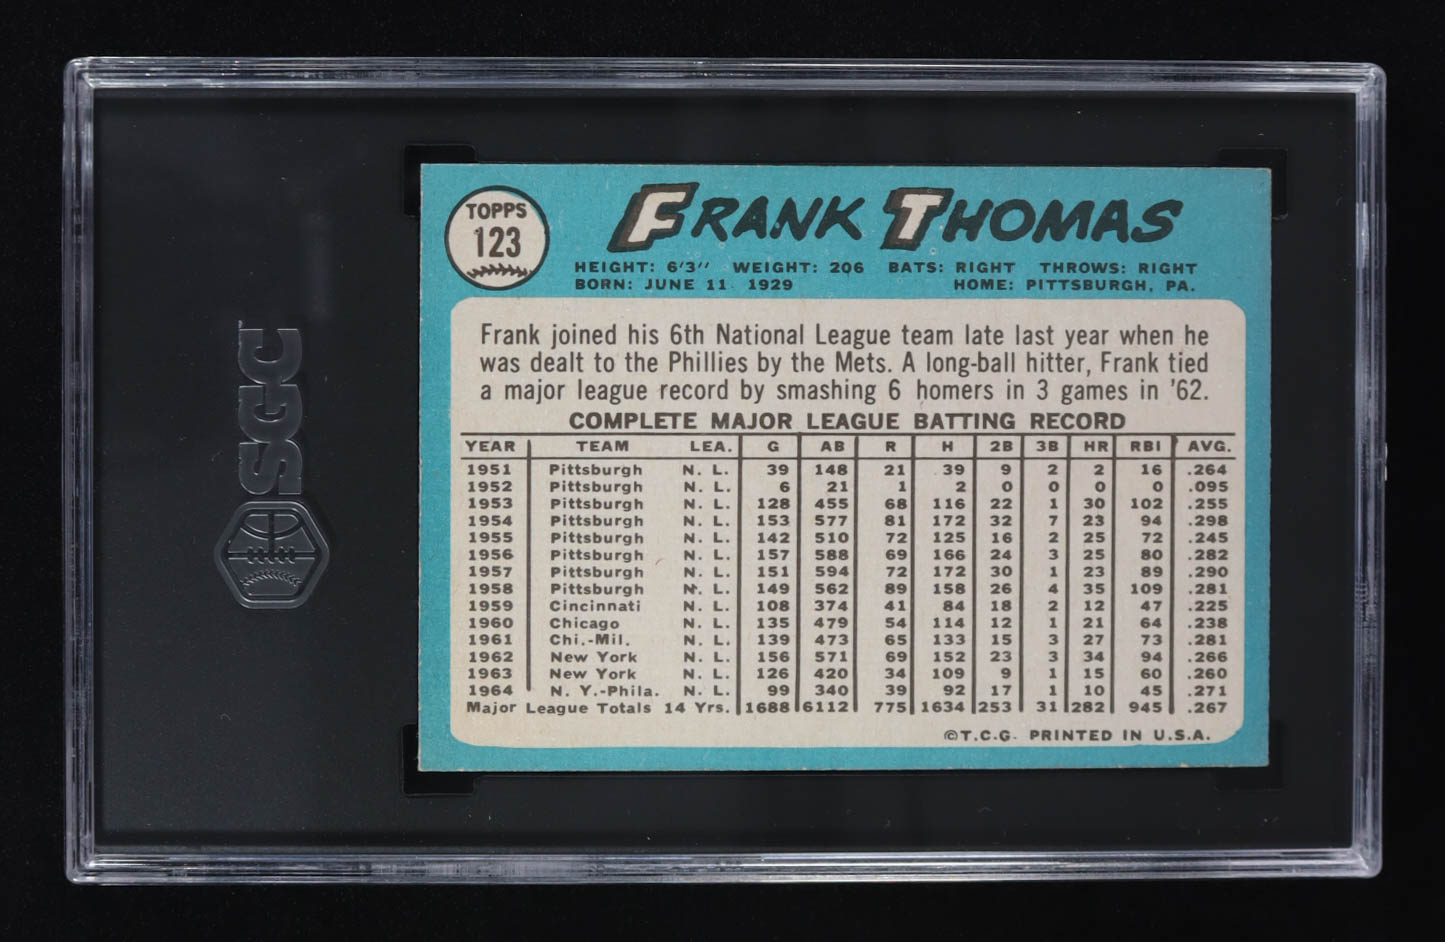 SGC
TOPPS
123
FRANK THOMAS
HEIGHT: 6'3" WEIGHT: 206 BATS: RIGHT THROWS: RIGHT
BORN: JUNE 11 1929 HOME: PITTSBURGH, PA.
Frank joined his 6th National League team late last year when he
was dealt to the Phillies by the Mets. A long-ball hitter, Frank tied
a major league record by smashing 6 homers in 3 games in '62.
COMPLETE MAJOR LEAGUE BATTING RECORD
YEAR TEAM LEA. G AB R H 2B 3B HR RBI AVG.
1951 Pittsburgh N. L. 39 148 21 39 9 2 2 16 .264
1952 Pittsburgh N. L. 6 21 1 2 0 0 0 0 .095
1953 Pittsburgh N. L. 128 455 68 116 22 1 30 102 .255
1954 Pittsburgh N. L. 153 577 81 172 32 7 23 94 .298
1955 Pittsburgh N. L. 142 510 72 125 16 2 25 72 .245
1956 Pittsburgh N. L. 157 588 69 166 24 3 25 80 .282
1957 Pittsburgh N. L. 151 594 72 172 30 1 23 89 .290
1958 Pittsburgh N. L. 149 562 89 158 26 4 35 109 .281
1959 Cincinnati N. L. 108 374 41 84 18 2 12 47 .225
1960 Chicago N. L. 135 479 54 114 12 1 21 64 .238
1961 Chi.-Mil. N. L. 139 473 65 133 15 3 27 73 .281
1962 New York N. L. 156 571 69 152 23 3 34 94 .266
1963 New York N. L. 126 420 34 109 9 1 15 60 .260
1964 N. Y.-Phila. N. L. 99 340 39 92 17 1 10 45 .271
Major League Totals 14 Yrs. 1688 6112 775 1634 253 31 282 945 .267
©T.C.G. PRINTED IN U.S.A.